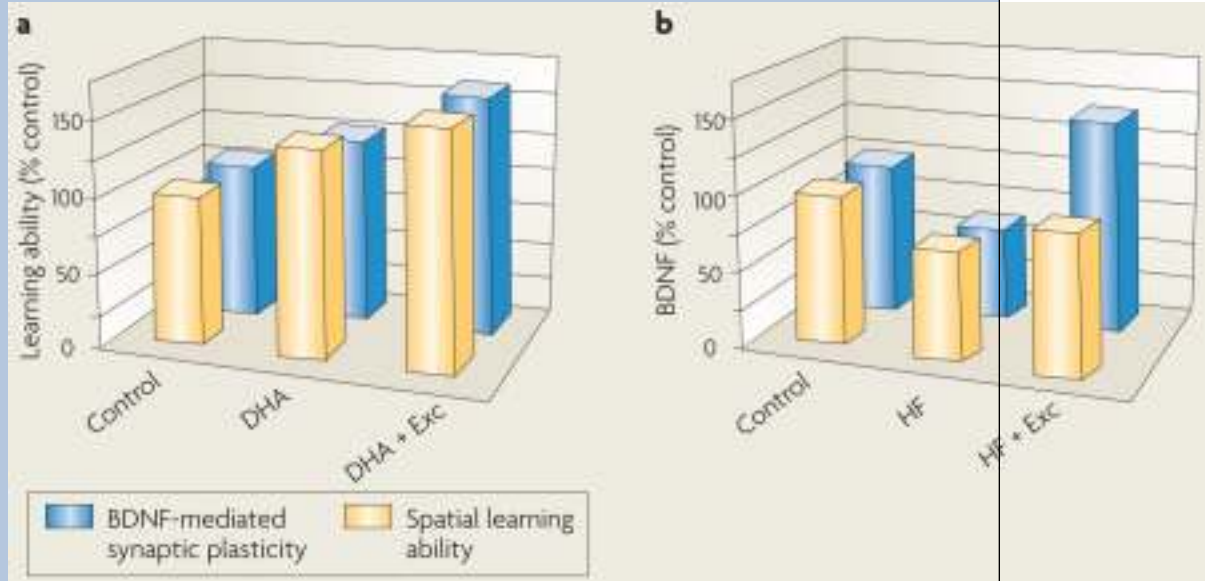 a
Learning ability (% control)
150
100
50
0
Control
DHA
DHA + Exc
b
BDNF (% control)
150
100
50
0
Control
HF
HF + Exc
BDNF-mediated
synaptic plasticity
Spatial learning
ability